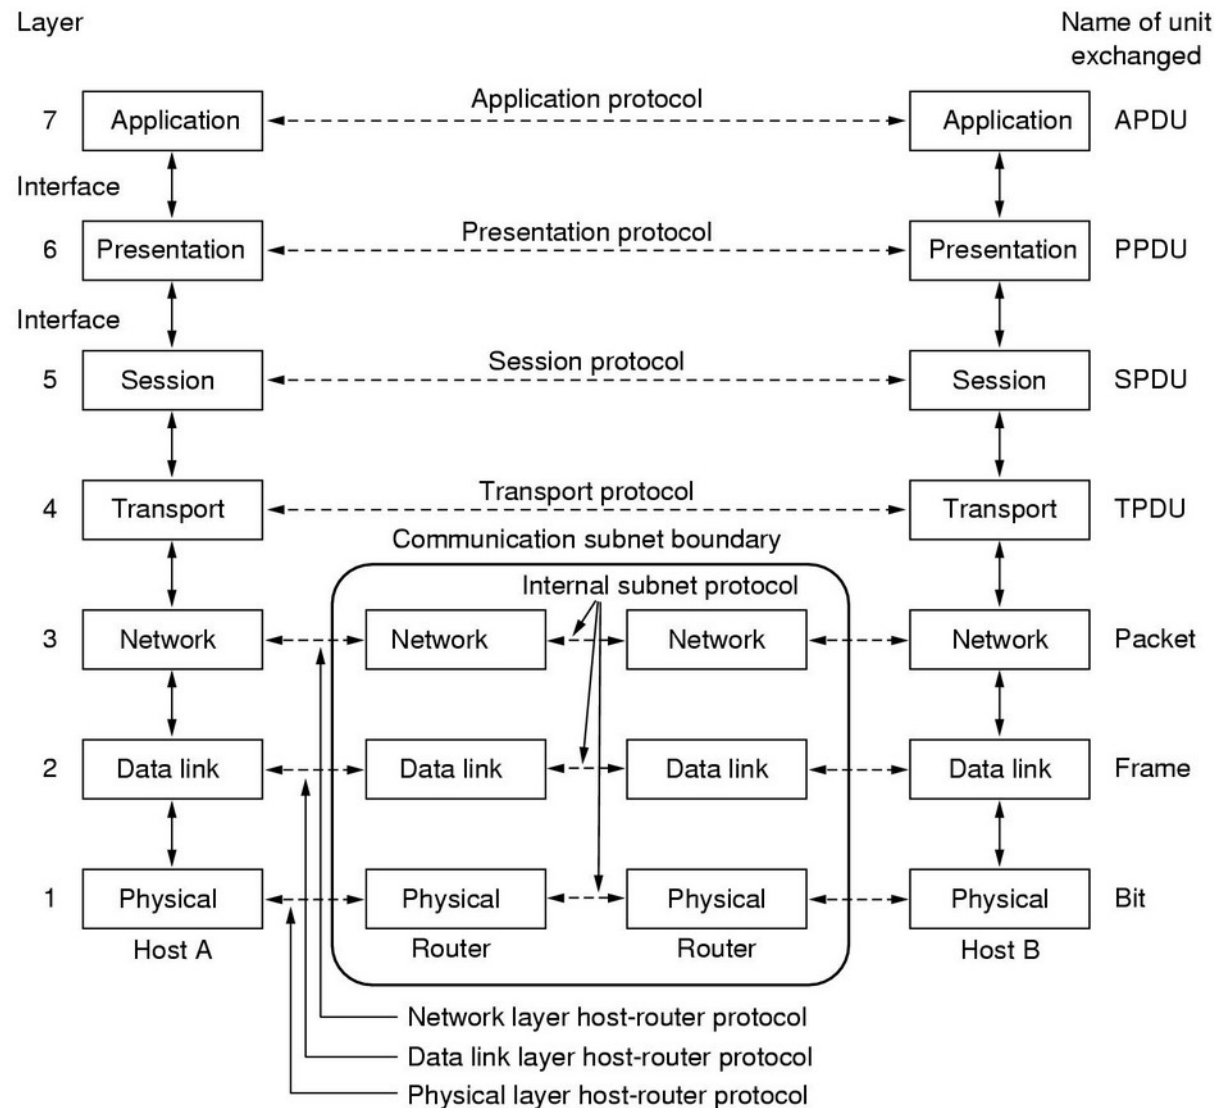 Layer
Name of unit
exchanged
7 Application Application protocol Application APDU
Interface
6 Presentation Presentation protocol Presentation PPDU
Interface
5 Session Session protocol Session SPDU
4 Transport Transport protocol Transport TPDU
Communication subnet boundary
Internal subnet protocol
3 Network Network Network Network Packet
2 Data link Data link Data link Data link Frame
1 Physical Physical Physical Physical Bit
Host A Router Router Host B
Network layer host-router protocol
Data link layer host-router protocol
Physical layer host-router protocol